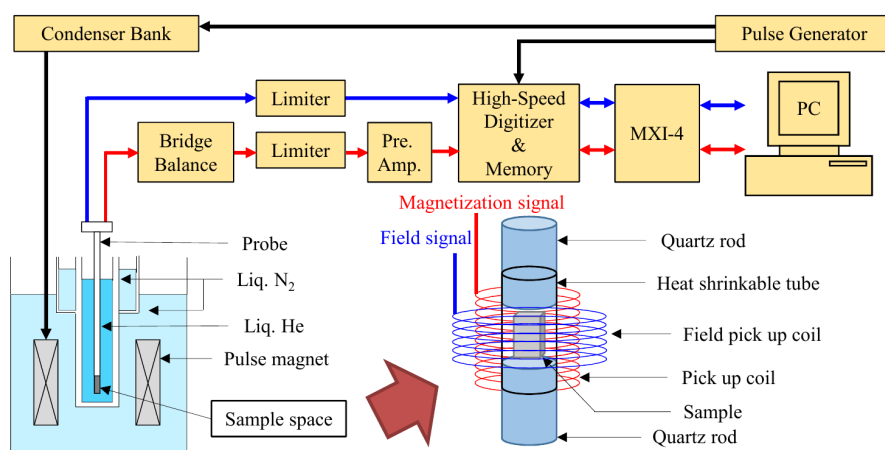 Condenser Bank
Pulse Generator
Limiter
High-Speed
Digitizer
&
Memory
MXI-4
PC
Bridge
Balance
Limiter
Pre.
Amp.
Magnetization signal
Field signal
Probe
Liq. N2
Liq. He
Pulse magnet
Sample space
Quartz rod
Heat shrinkable tube
Field pick up coil
Pick up coil
Sample
Quartz rod